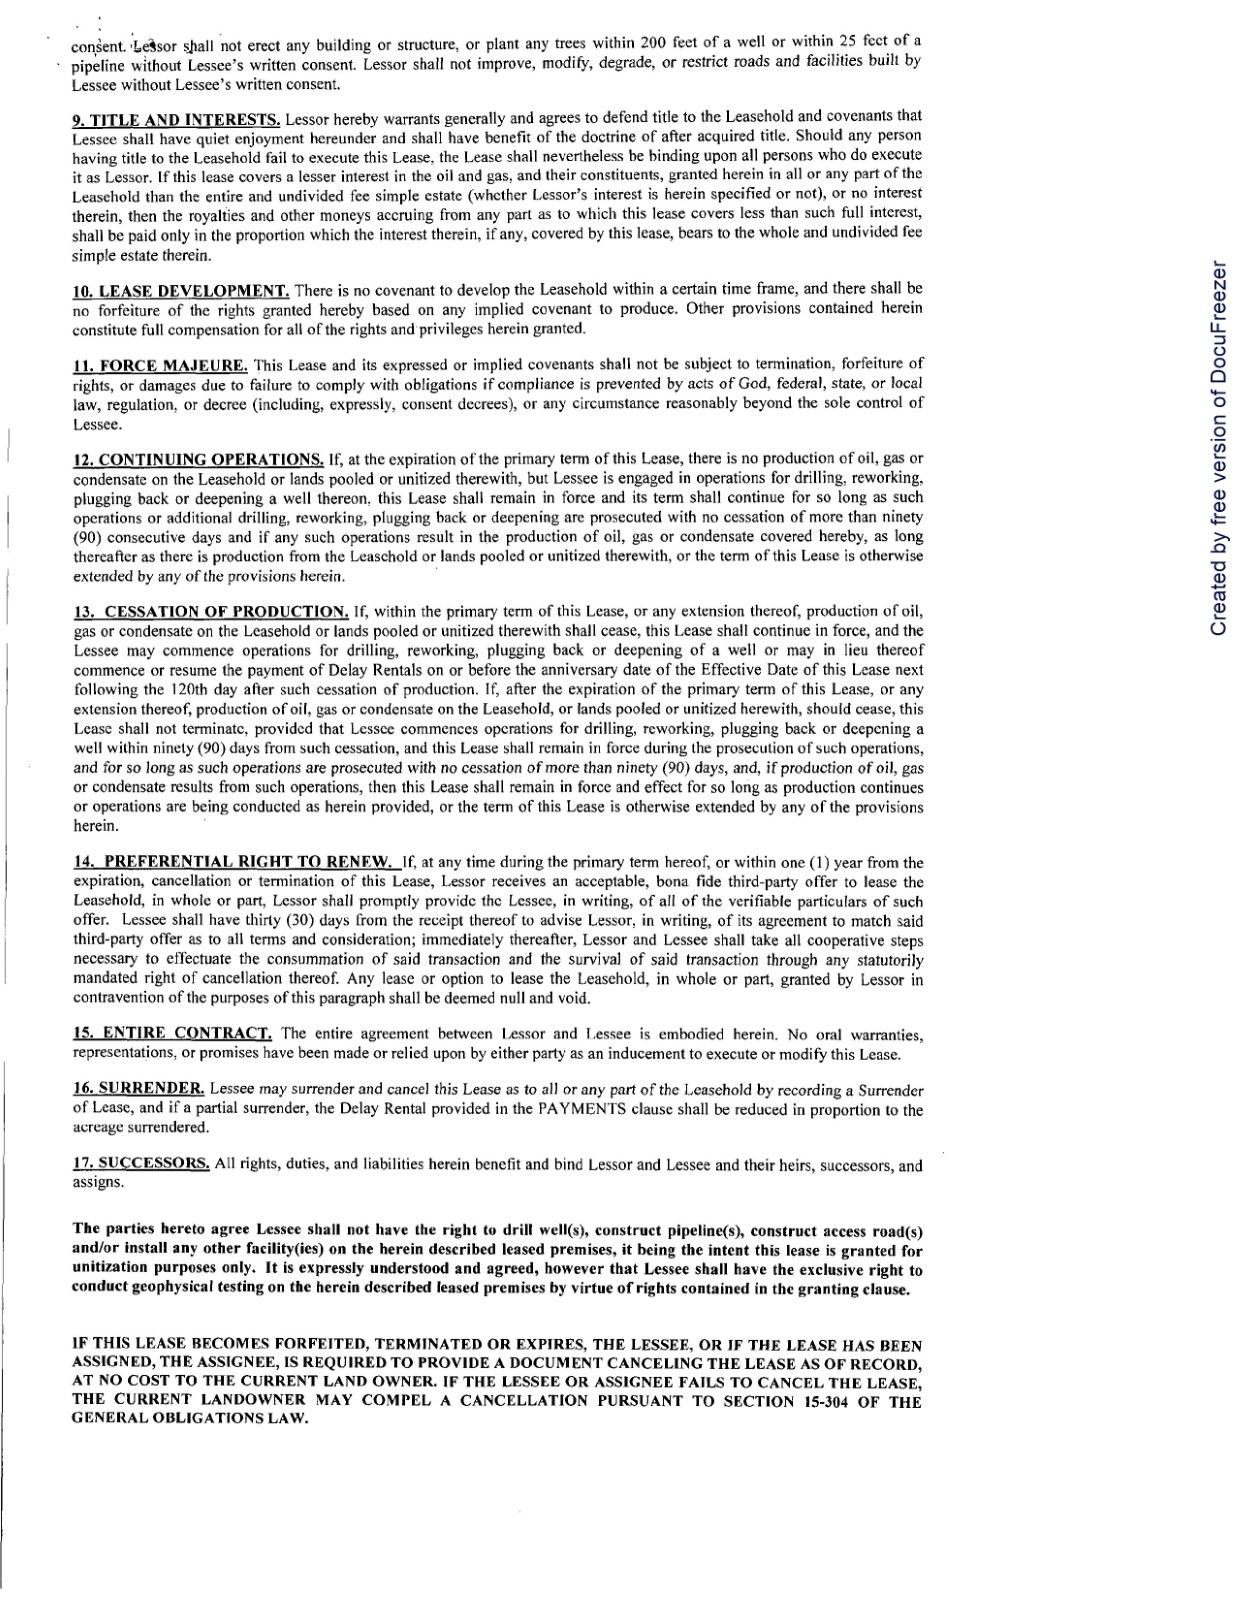 consent. Lessor shall not erect any building or structure, or plant any trees within 200 feet of a well or within 25 feet of a
pipeline without Lessee's written consent. Lessor shall not improve, modify, degrade, or restrict roads and facilities built by
Lessee without Lessee's written consent.
9. TITLE AND INTERESTS. Lessor hereby warrants generally and agrees to defend title to the Leasehold and covenants that
Lessee shall have quiet enjoyment hereunder and shall have benefit of the doctrine of after acquired title. Should any person
having title to the Leasehold fail to execute this Lease, the Lease shall nevertheless be binding upon all persons who do execute
it as Lessor. If this lease covers a lesser interest in the oil and gas, and their constituents, granted herein in all or any part of the
Leasehold than the entire and undivided fee simple estate (whether Lessor's interest is herein specified or not), or no interest
therein, then the royalties and other moneys accruing from any part as to which this lease covers less than such full interest,
shall be paid only in the proportion which the interest therein, if any, covered by this lease, bears to the whole and undivided fee
simple estate therein.
10. LEASE DEVELOPMENT. There is no covenant to develop the Leasehold within a certain time frame, and there shall be
no forfeiture of the rights granted hereby based on any implied covenant to produce. Other provisions contained herein
constitute full compensation for all of the rights and privileges herein granted.
11. FORCE MAJEURE. This Lease and its expressed or implied covenants shall not be subject to termination, forfeiture of
rights, or damages due to failure to comply with obligations if compliance is prevented by acts of God, federal, state, or local
law, regulation, or decree (including, expressly, consent decrees), or any circumstance reasonably beyond the sole control of
Lessee.
12. CONTINUING OPERATIONS. If, at the expiration of the primary term of this Lease, there is no production of oil, gas or
condensate on the Leasehold or lands pooled or unitized therewith, but Lessee is engaged in operations for drilling, reworking,
plugging back or deepening a well thereon, this Lease shall remain in force and its term shall continue for so long as such
operations or additional drilling, reworking, plugging back or deepening are prosecuted with no cessation of more than ninety
(90) consecutive days and if any such operations result in the production of oil, gas or condensate covered hereby, as long
thereafter as there is production from the Leasehold or lands pooled or unitized therewith, or the term of this Lease is otherwise
extended by any of the provisions herein.
13. CESSATION OF PRODUCTION. If, within the primary term of this Lease, or any extension thereof, production of oil,
gas or condensate on the Leasehold or lands pooled or unitized therewith shall cease, this Lease shall continue in force, and the
Lessee may commence operations for drilling, reworking, plugging back or deepening of a well or may in lieu thereof
commence or resume the payment of Delay Rentals on or before the anniversary date of the Effective Date of this Lease next
following the 120th day after such cessation of production. If, after the expiration of the primary term of this Lease, or any
extension thereof, production of oil, gas or condensate on the Leasehold, or lands pooled or unitized herewith, should cease, this
Lease shall not terminate, provided that Lessee commences operations for drilling, reworking, plugging back or deepening a
well within ninety (90) days from such cessation, and this Lease shall remain in force during the prosecution of such operations,
and for so long as such operations are prosecuted with no cessation of more than ninety (90) days, and, if production of oil, gas
or condensate results from such operations, then this Lease shall remain in force and effect for so long as production continues
or operations are being conducted as herein provided, or the term of this Lease is otherwise extended by any of the provisions
herein.
14. PREFERENTIAL RIGHT TO RENEW. If, at any time during the primary term hereof, or within one (1) year from the
expiration, cancellation or termination of this Lease, Lessor receives an acceptable, bona fide third-party offer to lease the
Leasehold, in whole or part, Lessor shall promptly provide the Lessee, in writing, of all of the verifiable particulars of such
offer. Lessee shall have thirty (30) days from the receipt thereof to advise Lessor, in writing, of its agreement to match said
third-party offer as to all terms and consideration; immediately thereafter, Lessor and Lessee shall take all cooperative steps
necessary to effectuate the consummation of said transaction and the survival of said transaction through any statutorily
mandated right of cancellation thereof. Any lease or option to lease the Leasehold, in whole or part, granted by Lessor in
contravention of the purposes of this paragraph shall be deemed null and void.
15. ENTIRE CONTRACT. The entire agreement between Lessor and Lessee is embodied herein. No oral warranties,
representations, or promises have been made or relied upon by either party as an inducement to execute or modify this Lease.
16. SURRENDER. Lessee may surrender and cancel this Lease as to all or any part of the Leasehold by recording a Surrender
of Lease, and if a partial surrender, the Delay Rental provided in the PAYMENTS clause shall be reduced in proportion to the
acreage surrendered.
17. SUCCESSORS. All rights, duties, and liabilities herein benefit and bind Lessor and Lessee and their heirs, successors, and
assigns.
The parties hereto agree Lessee shall not have the right to drill well(s), construct pipeline(s), construct access road(s)
and/or install any other facility(ies) on the herein described leased premises, it being the intent this lease is granted for
unitization purposes only. It is expressly understood and agreed, however that Lessee shall have the exclusive right to
conduct geophysical testing on the herein described leased premises by virtue of rights contained in the granting clause.
IF THIS LEASE BECOMES FORFEITED, TERMINATED OR EXPIRES, THE LESSEE, OR IF THE LEASE HAS BEEN
ASSIGNED, THE ASSIGNEE, IS REQUIRED TO PROVIDE A DOCUMENT CANCELING THE LEASE AS OF RECORD,
AT NO COST TO THE CURRENT LAND OWNER. IF THE LESSEE OR ASSIGNEE FAILS TO CANCEL THE LEASE,
THE CURRENT LANDOWNER MAY COMPEL A CANCELLATION PURSUANT TO SECTION 15-304 OF THE
GENERAL OBLIGATIONS LAW.
Created by free version of DocuFreezer